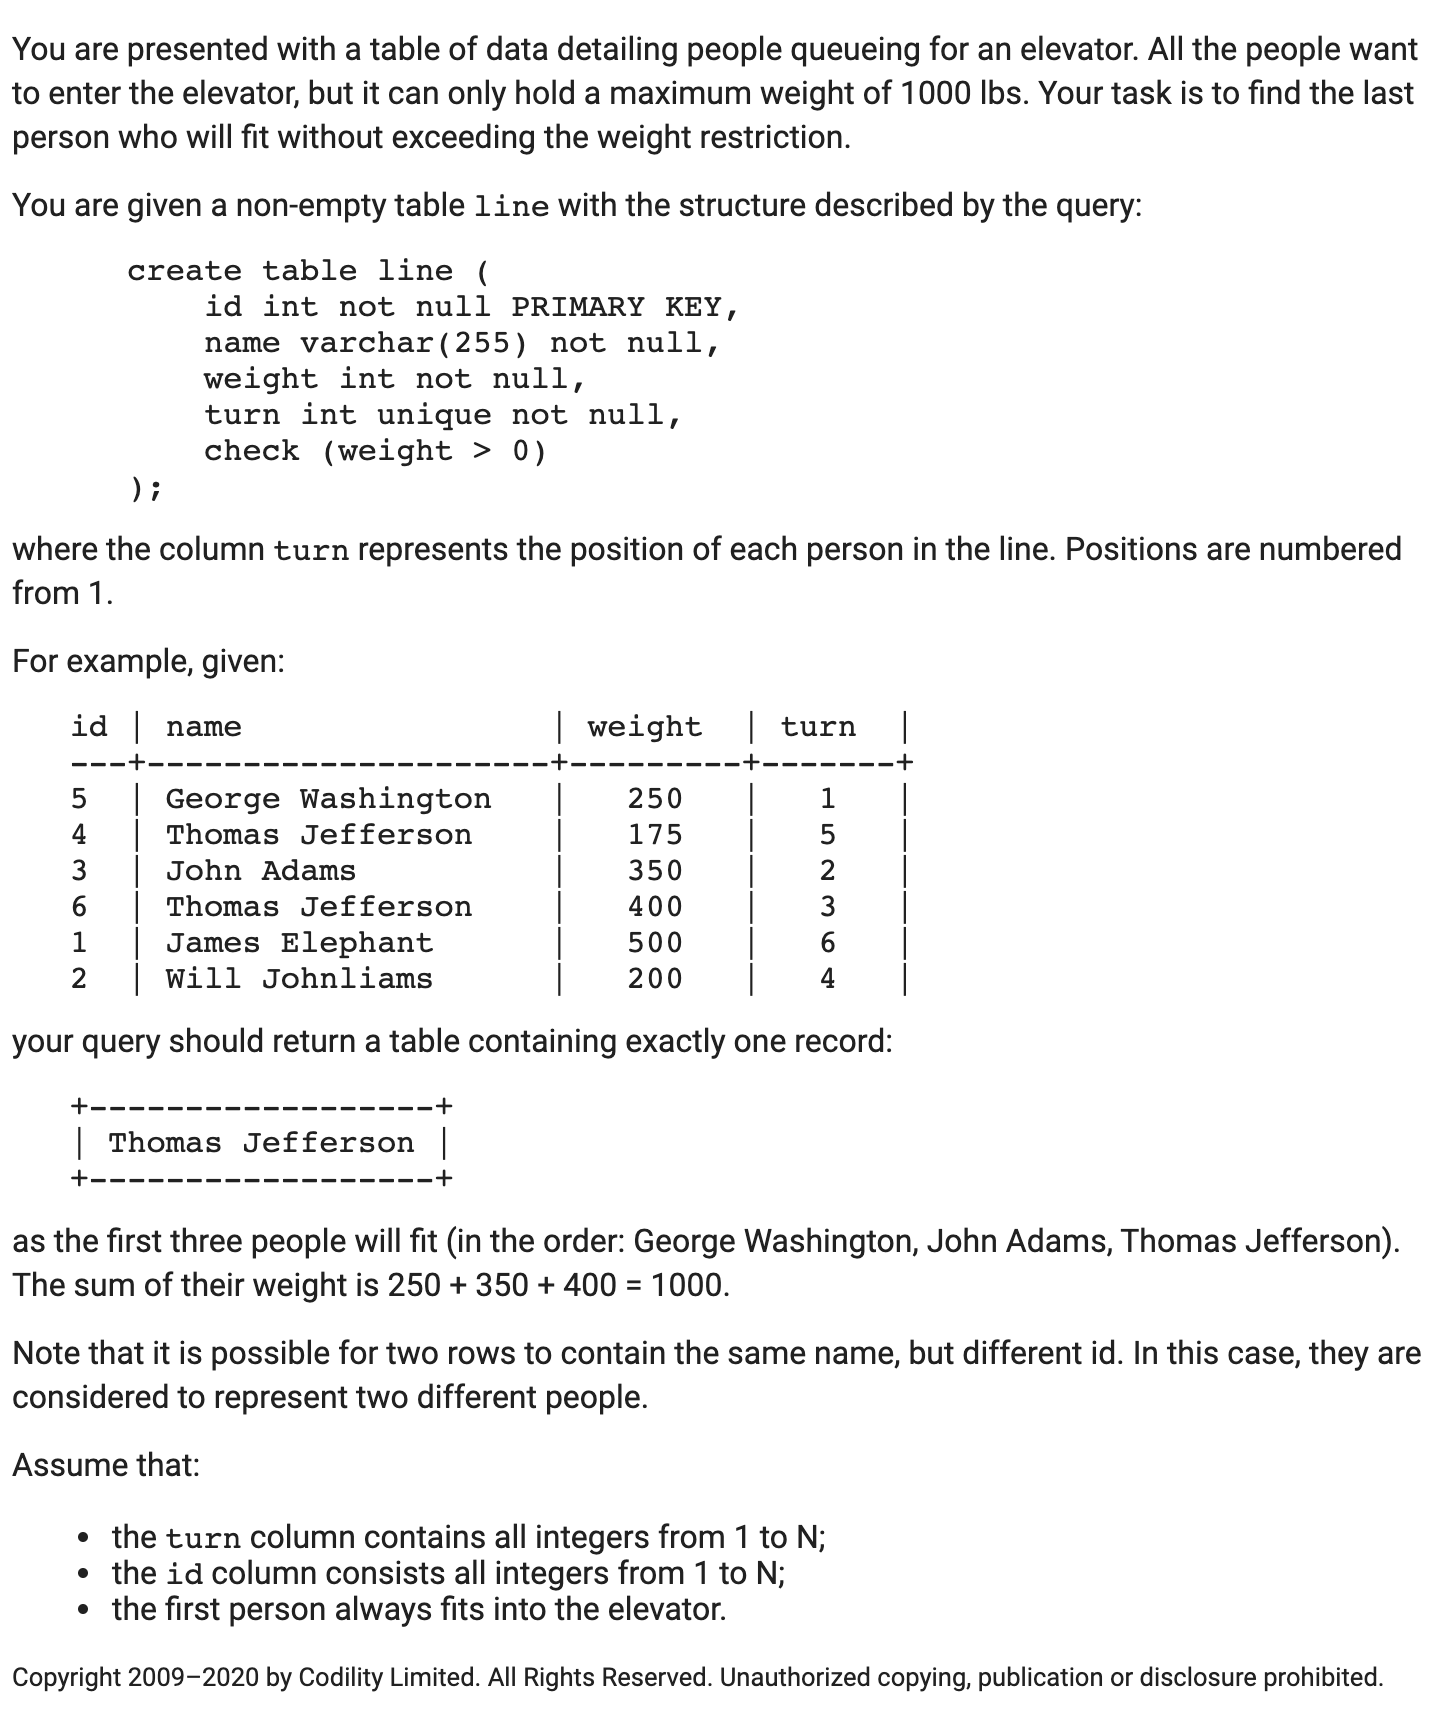 You are presented with a table of data detailing people queueing for an elevator. All the people want
to enter the elevator, but it can only hold a maximum weight of 1000 lbs. Your task is to find the last
person who will fit without exceeding the weight restriction.
You are given a non-empty table line with the structure described by the query:
create table line (
    id int not null PRIMARY KEY,
    name varchar(255) not null,
    weight int not null,
    turn int unique not null,
    check (weight > 0)
);
where the column turn represents the position of each person in the line. Positions are numbered
from 1.
For example, given:
id | name                | weight  | turn  |
---+---------------------+---------+-------+
5  | George Washington   |   250   |  1    |
4  | Thomas Jefferson    |   175   |  5    |
3  | John Adams          |   350   |  2    |
6  | Thomas Jefferson    |   400   |  3    |
1  | James Elephant      |   500   |  6    |
2  | Will Johnliams      |   200   |  4    |
your query should return a table containing exactly one record:
+------------------+
| Thomas Jefferson |
+------------------+
as the first three people will fit (in the order: George Washington, John Adams, Thomas Jefferson).
The sum of their weight is 250 + 350 + 400 = 1000.
Note that it is possible for two rows to contain the same name, but different id. In this case, they are
considered to represent two different people.
Assume that:
• the turn column contains all integers from 1 to N;
• the id column consists all integers from 1 to N;
• the first person always fits into the elevator.
Copyright 2009–2020 by Codility Limited. All Rights Reserved. Unauthorized copying, publication or disclosure prohibited.